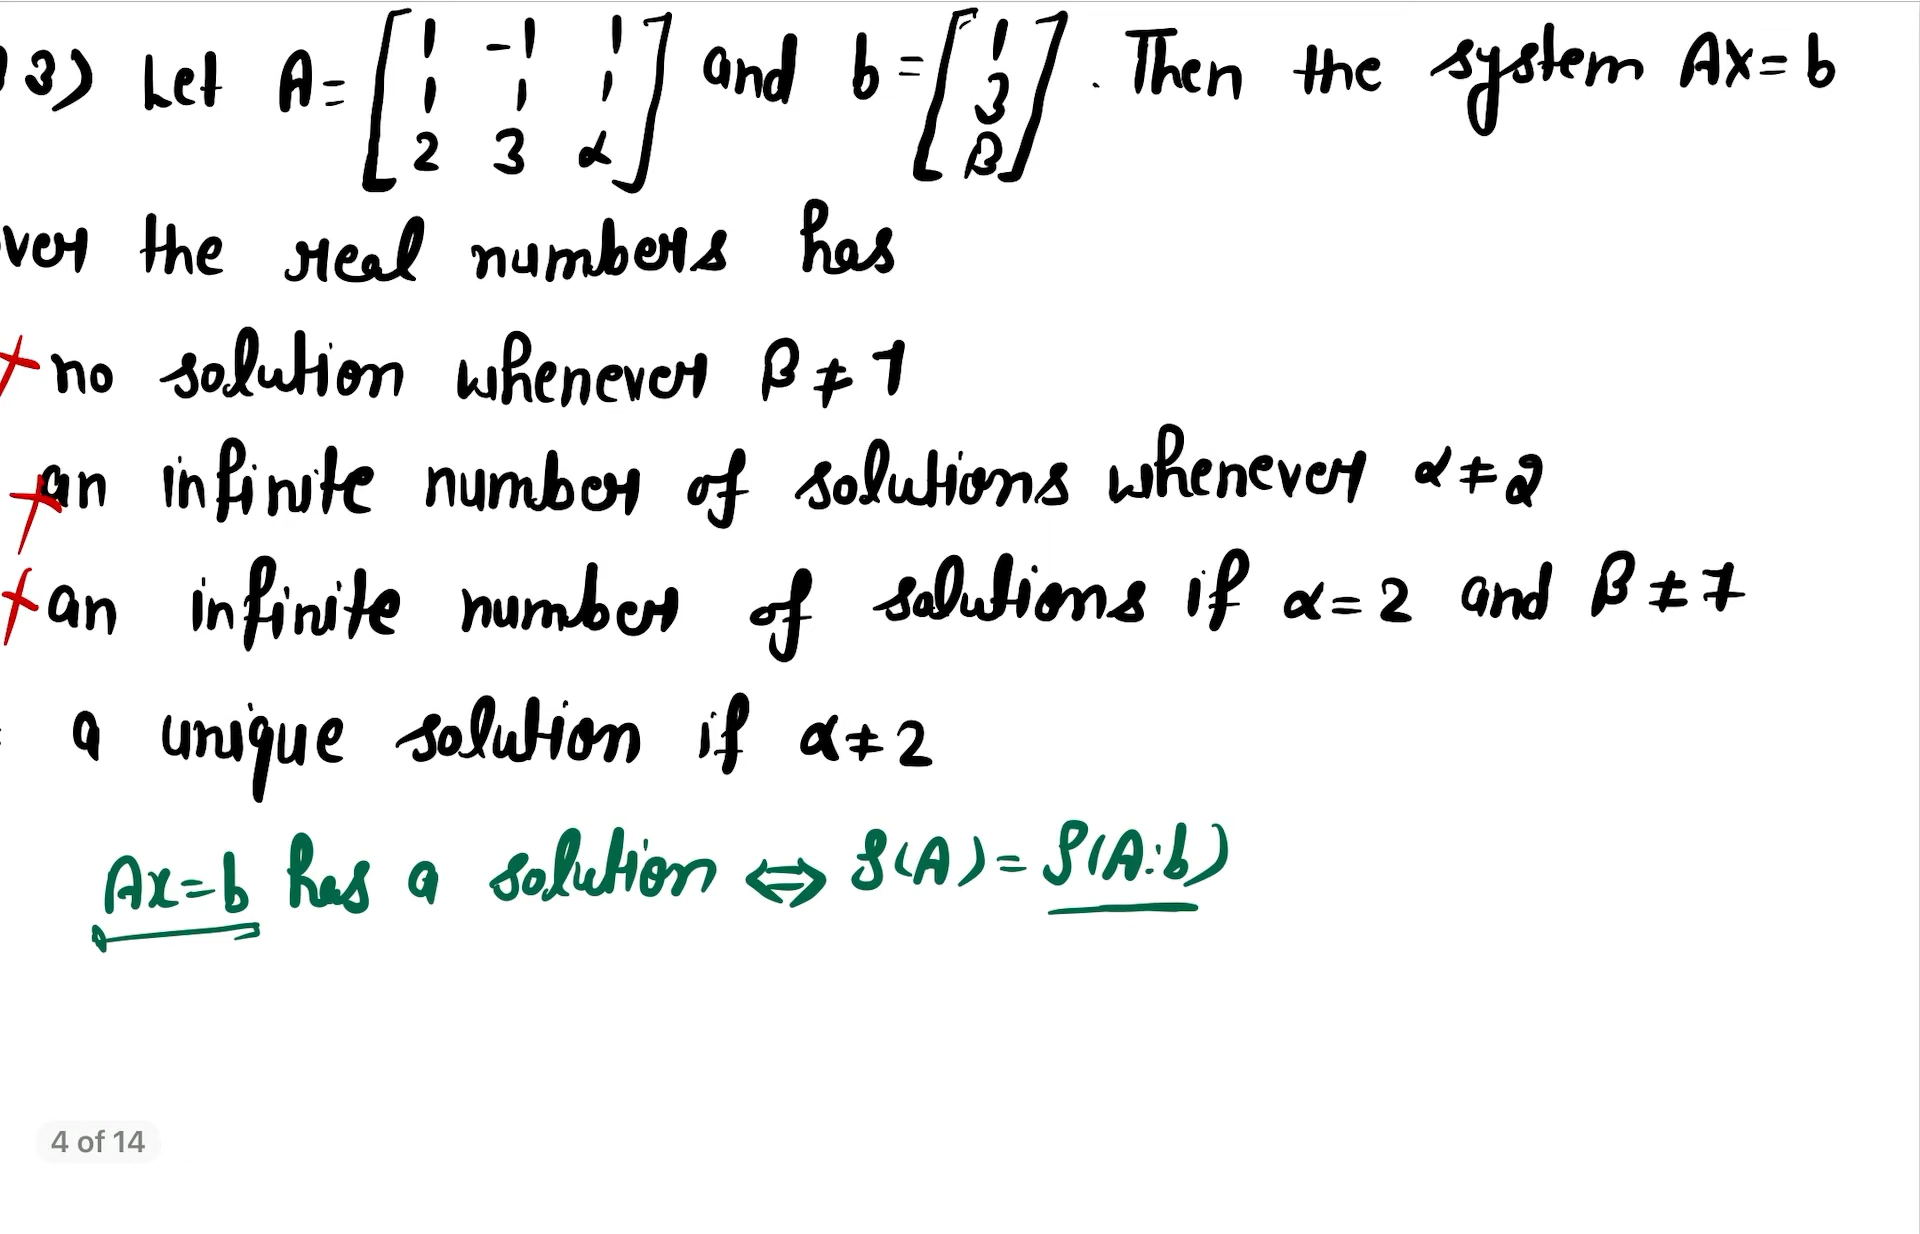 3) Let A = [1 -1 1; 1 1 1; 2 3 α] and b = [1; 3; β]. Then the system AX = b
ver the real numbers has
no solution whenever β ≠ 7
an infinite number of solutions whenever α ≠ 2
an infinite number of solutions if α = 2 and β ≠ 7
a unique solution if α ≠ 2
Ax = b has a solution ⇔ ρ(A) = ρ(A:b)
4 of 14